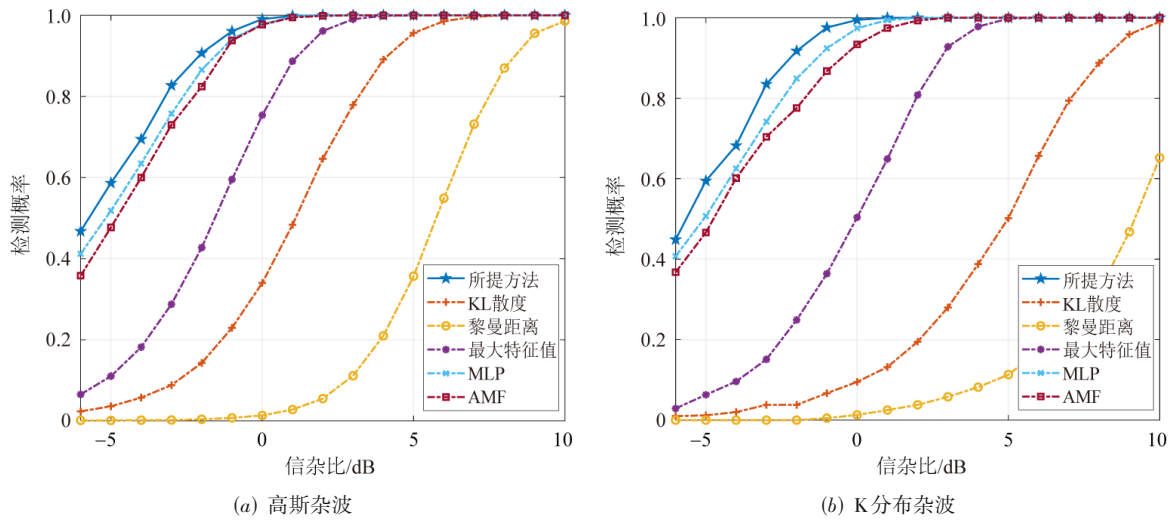 1.0
0.8
0.6
0.4
0.2
0
检测概率
−5
0
5
10
信杂比/dB
所提方法
KL散度
黎曼距离
最大特征值
MLP
AMF
(a) 高斯杂波
1.0
0.8
0.6
0.4
0.2
0
检测概率
−5
0
5
10
信杂比/dB
所提方法
KL散度
黎曼距离
最大特征值
MLP
AMF
(b) K分布杂波